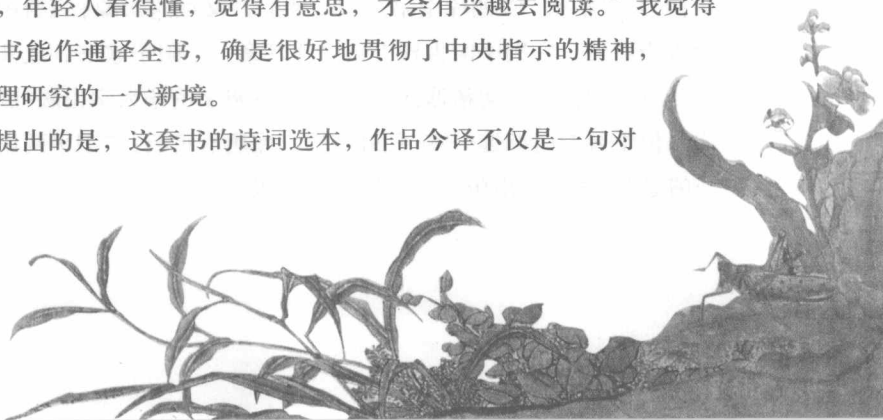 ，年轻人看得懂，觉得有意思，才会有兴趣去阅读。”我觉得
书能作通译全书，确是很好地贯彻了中央指示的精神，
理研究的一大新境。
提出的是，这套书的诗词选本，作品今译不仅是一句对